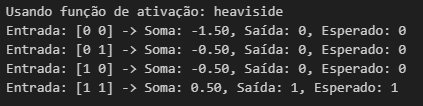 Usando função de ativação: heaviside
Entrada: [0 0] -> Soma: -1.50, Saída: 0, Esperado: 0
Entrada: [0 1] -> Soma: -0.50, Saída: 0, Esperado: 0
Entrada: [1 0] -> Soma: -0.50, Saída: 0, Esperado: 0
Entrada: [1 1] -> Soma: 0.50, Saída: 1, Esperado: 1